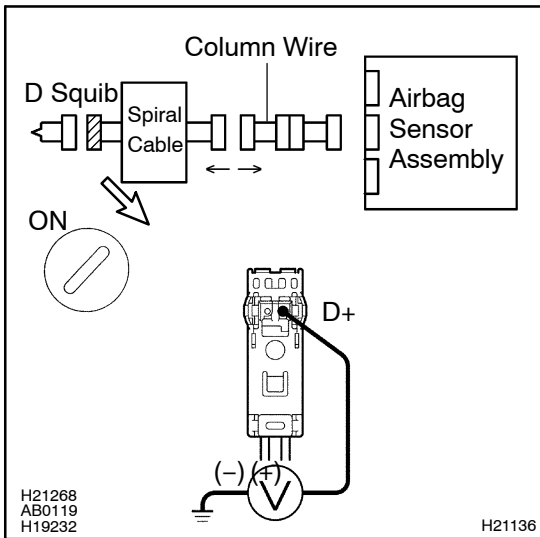 Column Wire
D Squib
Spiral
Cable
Airbag
Sensor
Assembly
ON
D+
(−) (+)
V
H21268
AB0119
H19232
H21136